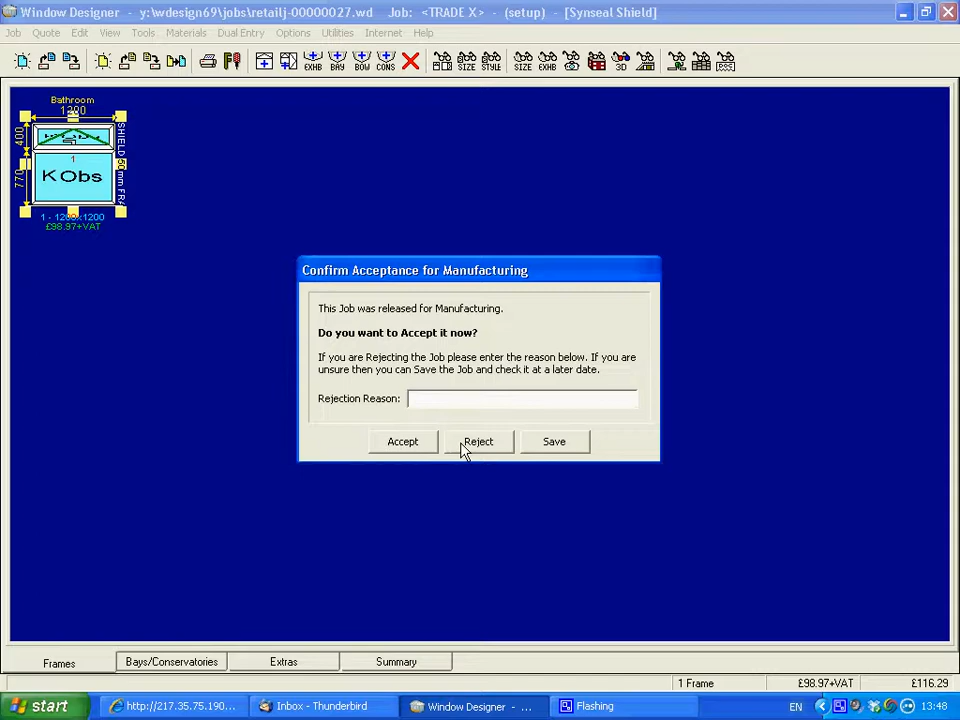 Window Designer - y:\wdesign69\jobs\retailj-00000027.wd Job: <TRADE X> - (setup) - [Synseal Shield]
Job Quote Edit View Tools Materials Dual Entry Options Utilities Internet Help
EXHB BAY BOW CONS SIZE STYLE SIZE EXHB 3D
Bathroom
1200
400
770
1
KObs
1 - 1200x1200
£98.97+VAT
Confirm Acceptance for Manufacturing
This Job was released for Manufacturing.
Do you want to Accept it now?
If you are Rejecting the Job please enter the reason below. If you are
unsure then you can Save the Job and check it at a later date.
Rejection Reason:
Accept Reject Save
Frames Bays/Conservatories Extras Summary
1 Frame £98.97+VAT £116.29
start http://217.35.75.190... Inbox - Thunderbird Window Designer - ... Flashing EN 13:48